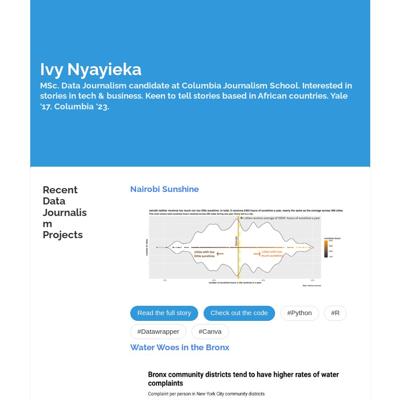 Ivy Nyayieka
MSc. Data Journalism candidate at Columbia Journalism School. Interested in
stories in tech & business. Keen to tell stories based in African countries. Yale
'17. Columbia '23.
Recent
Data
Journalis
m
Projects
Nairobi Sunshine
Read the full story
Check out the code
#Python
#R
#Datawrapper
#Canva
Water Woes in the Bronx
Bronx community districts tend to have higher rates of water
complaints
Complaint per person in New York City community districts